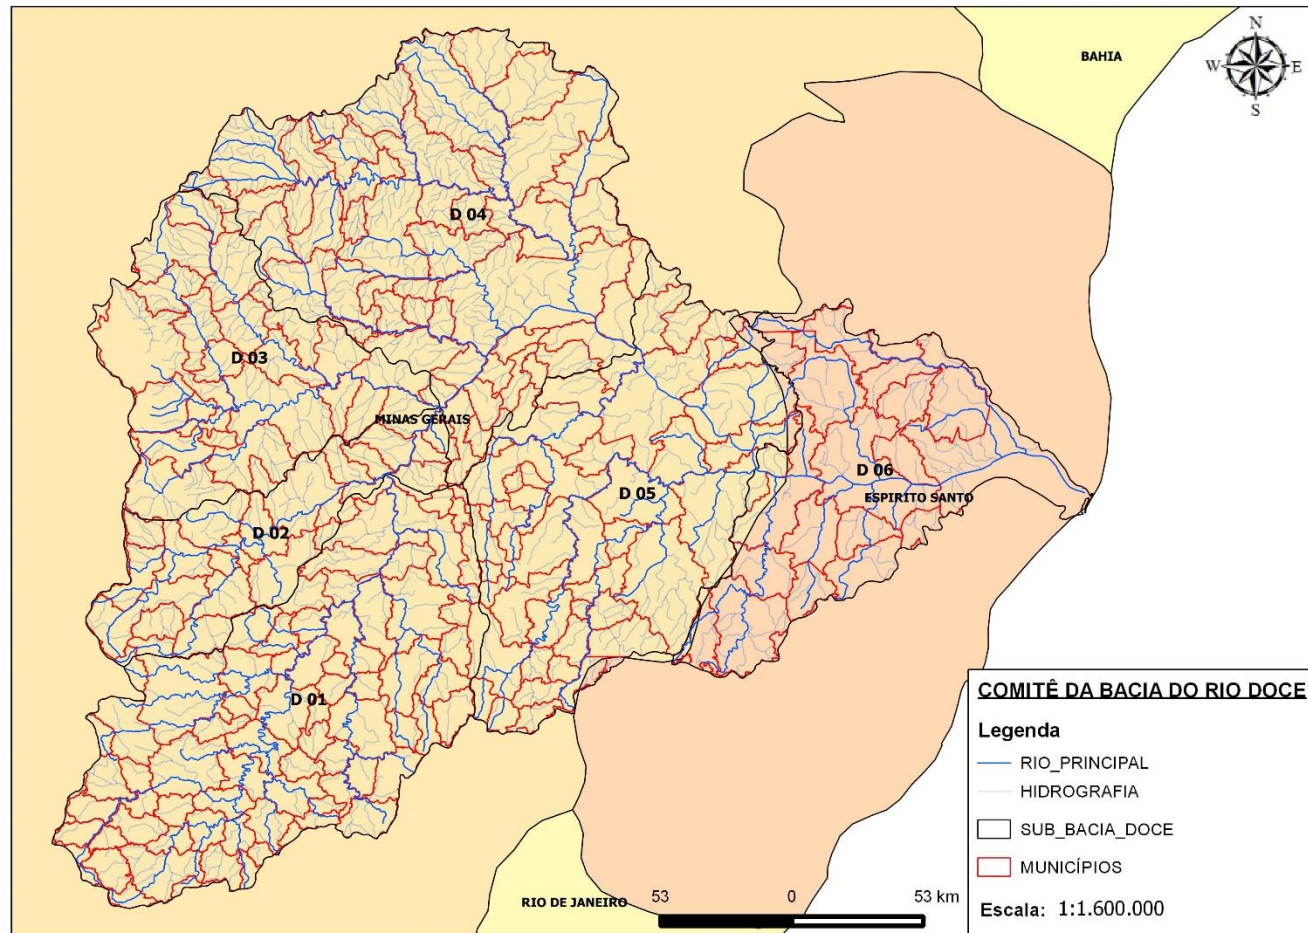 BAHIA
N
W
E
S
D 04
D 03
MINAS GERAIS
D 06
D 05
ESPIRITO SANTO
D 02
D 01
RIO DE JANEIRO
53
0
53 km
COMITÊ DA BACIA DO RIO DOCE
Legenda
RIO_PRINCIPAL
HIDROGRAFIA
SUB_BACIA_DOCE
MUNICÍPIOS
Escala: 1:1.600.000